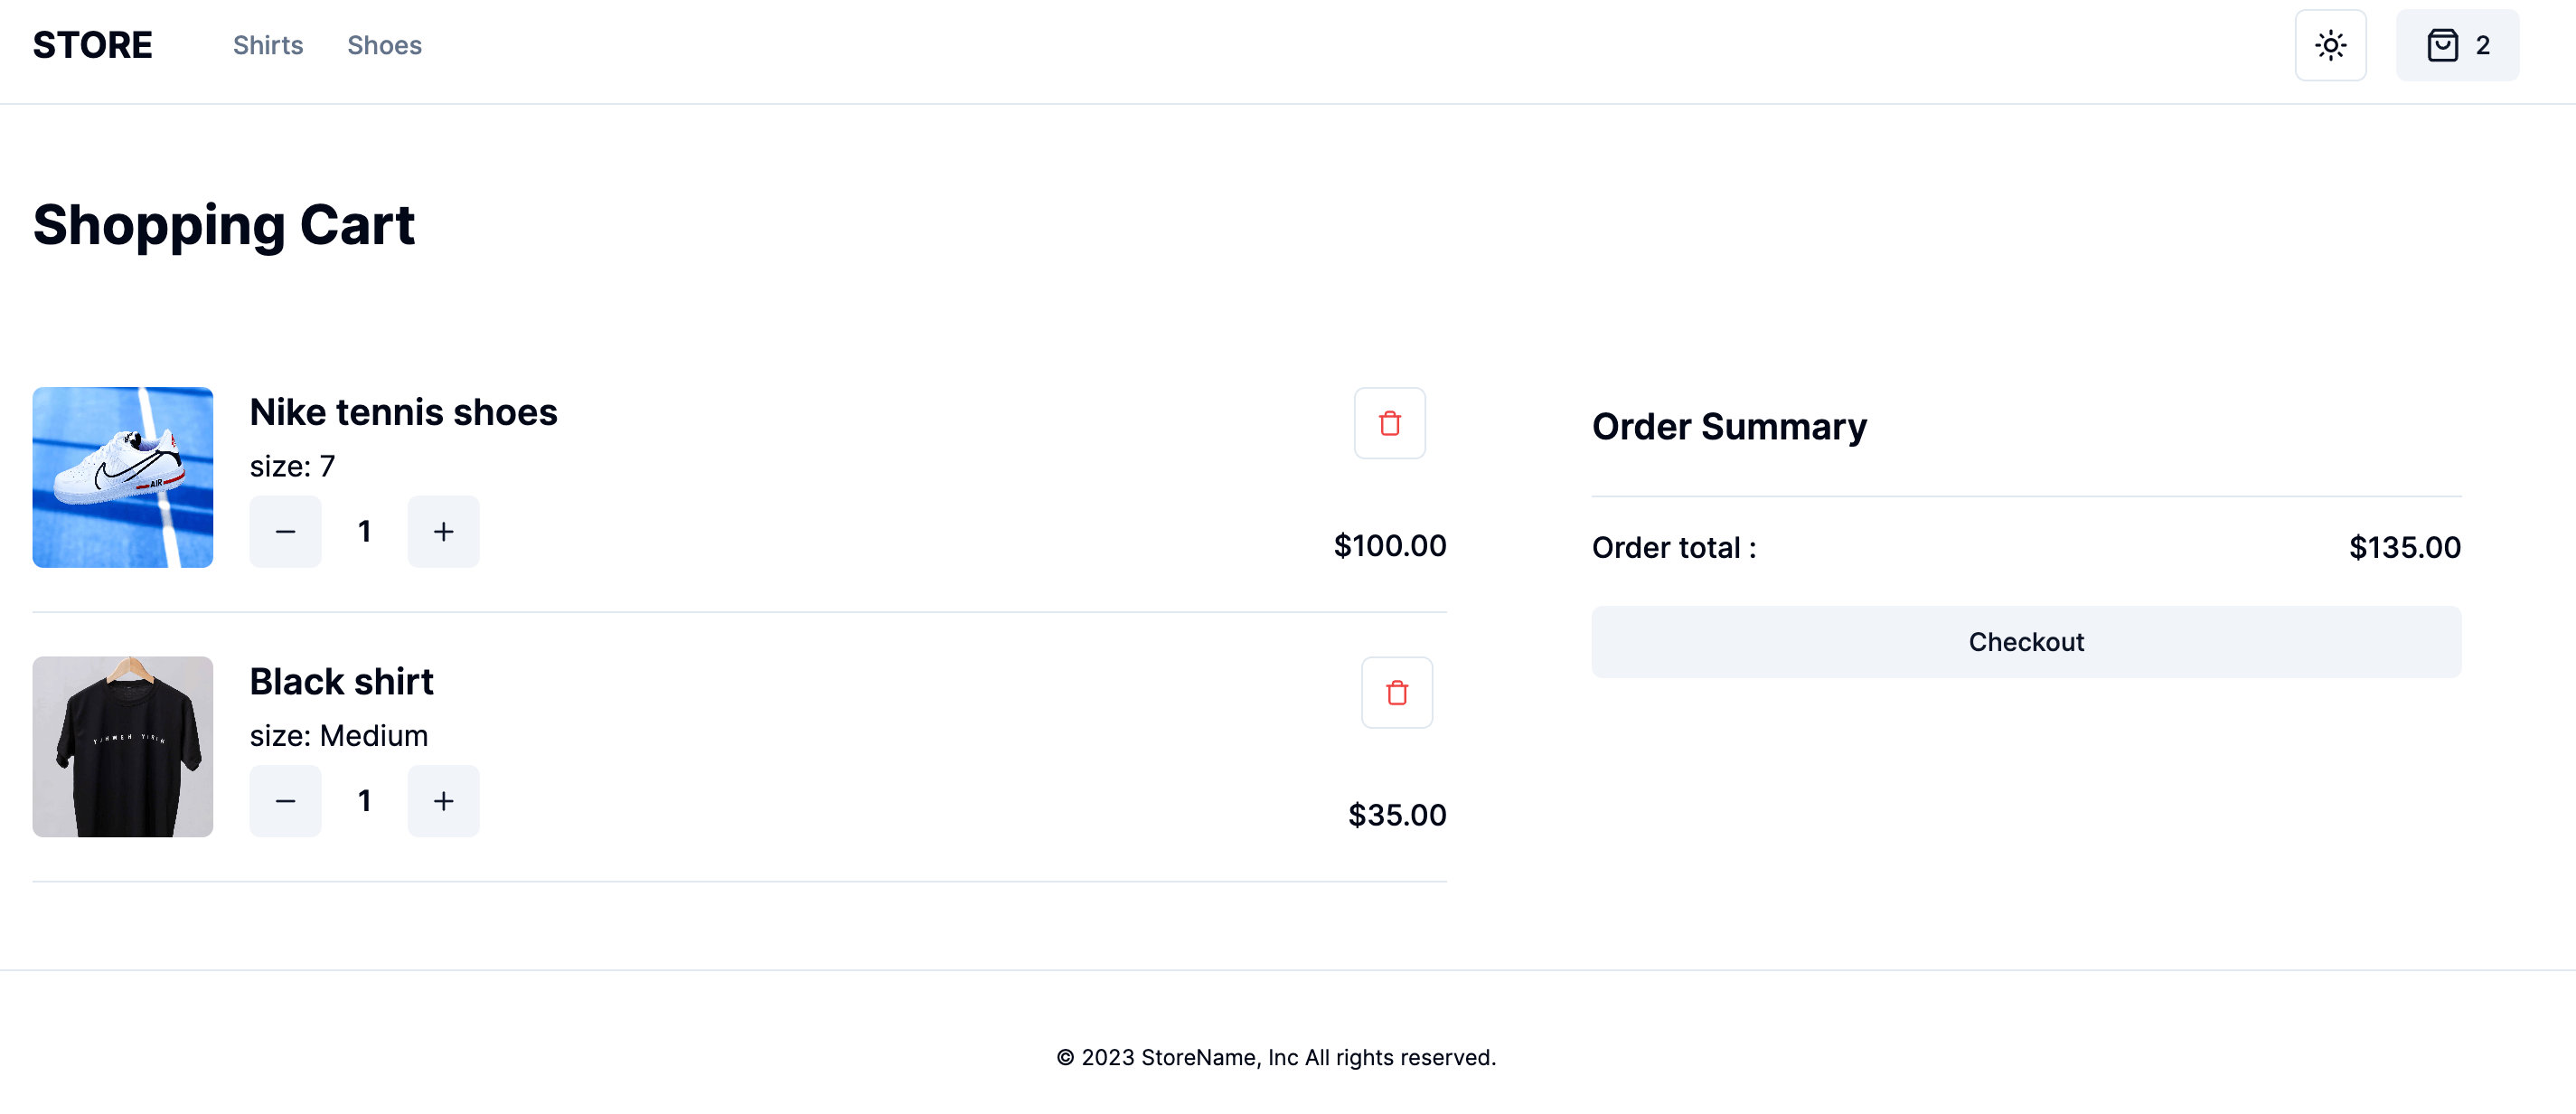 STORE Shirts Shoes 2
Shopping Cart
Nike tennis shoes
size: 7
1
$100.00
AIR
Black shirt
size: Medium
1
$35.00
Order Summary
Order total : $135.00
Checkout
© 2023 StoreName, Inc All rights reserved.